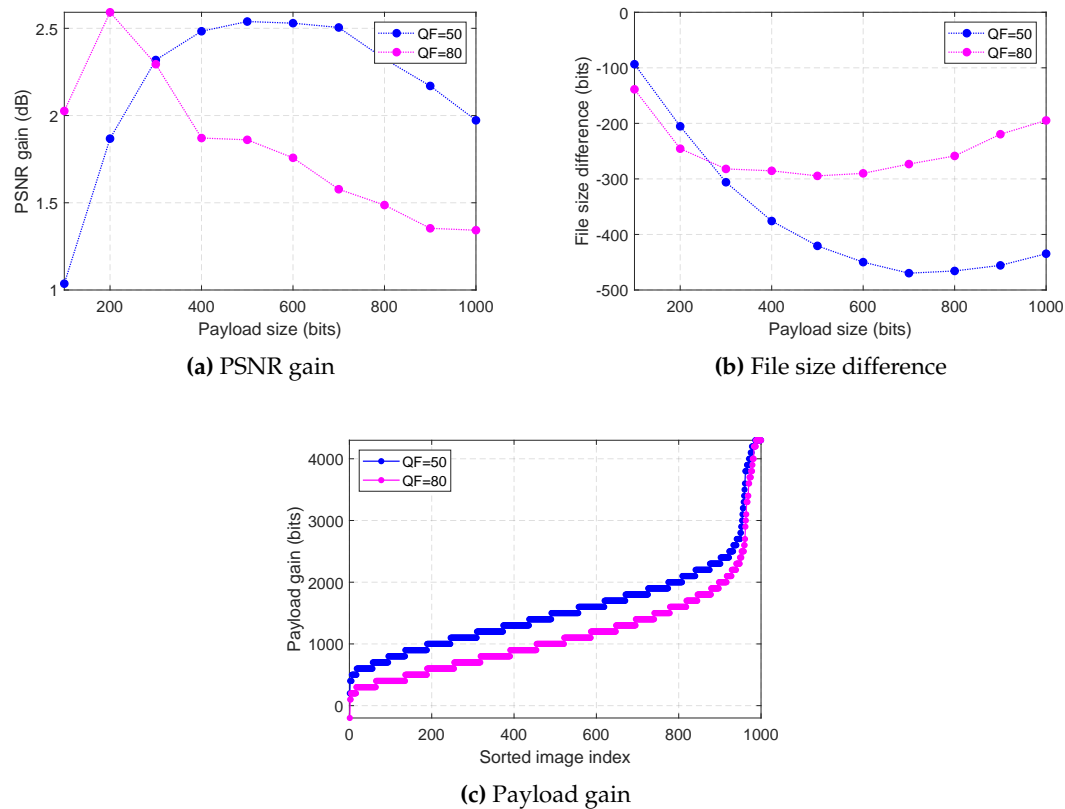 2.5
2
1.5
1
PSNR gain (dB)
QF=50
QF=80
200 400 600 800 1000
Payload size (bits)
(a) PSNR gain
0
-100
-200
-300
-400
-500
File size difference (bits)
QF=50
QF=80
200 400 600 800 1000
Payload size (bits)
(b) File size difference
4000
3000
2000
1000
0
Payload gain (bits)
QF=50
QF=80
0 200 400 600 800 1000
Sorted image index
(c) Payload gain